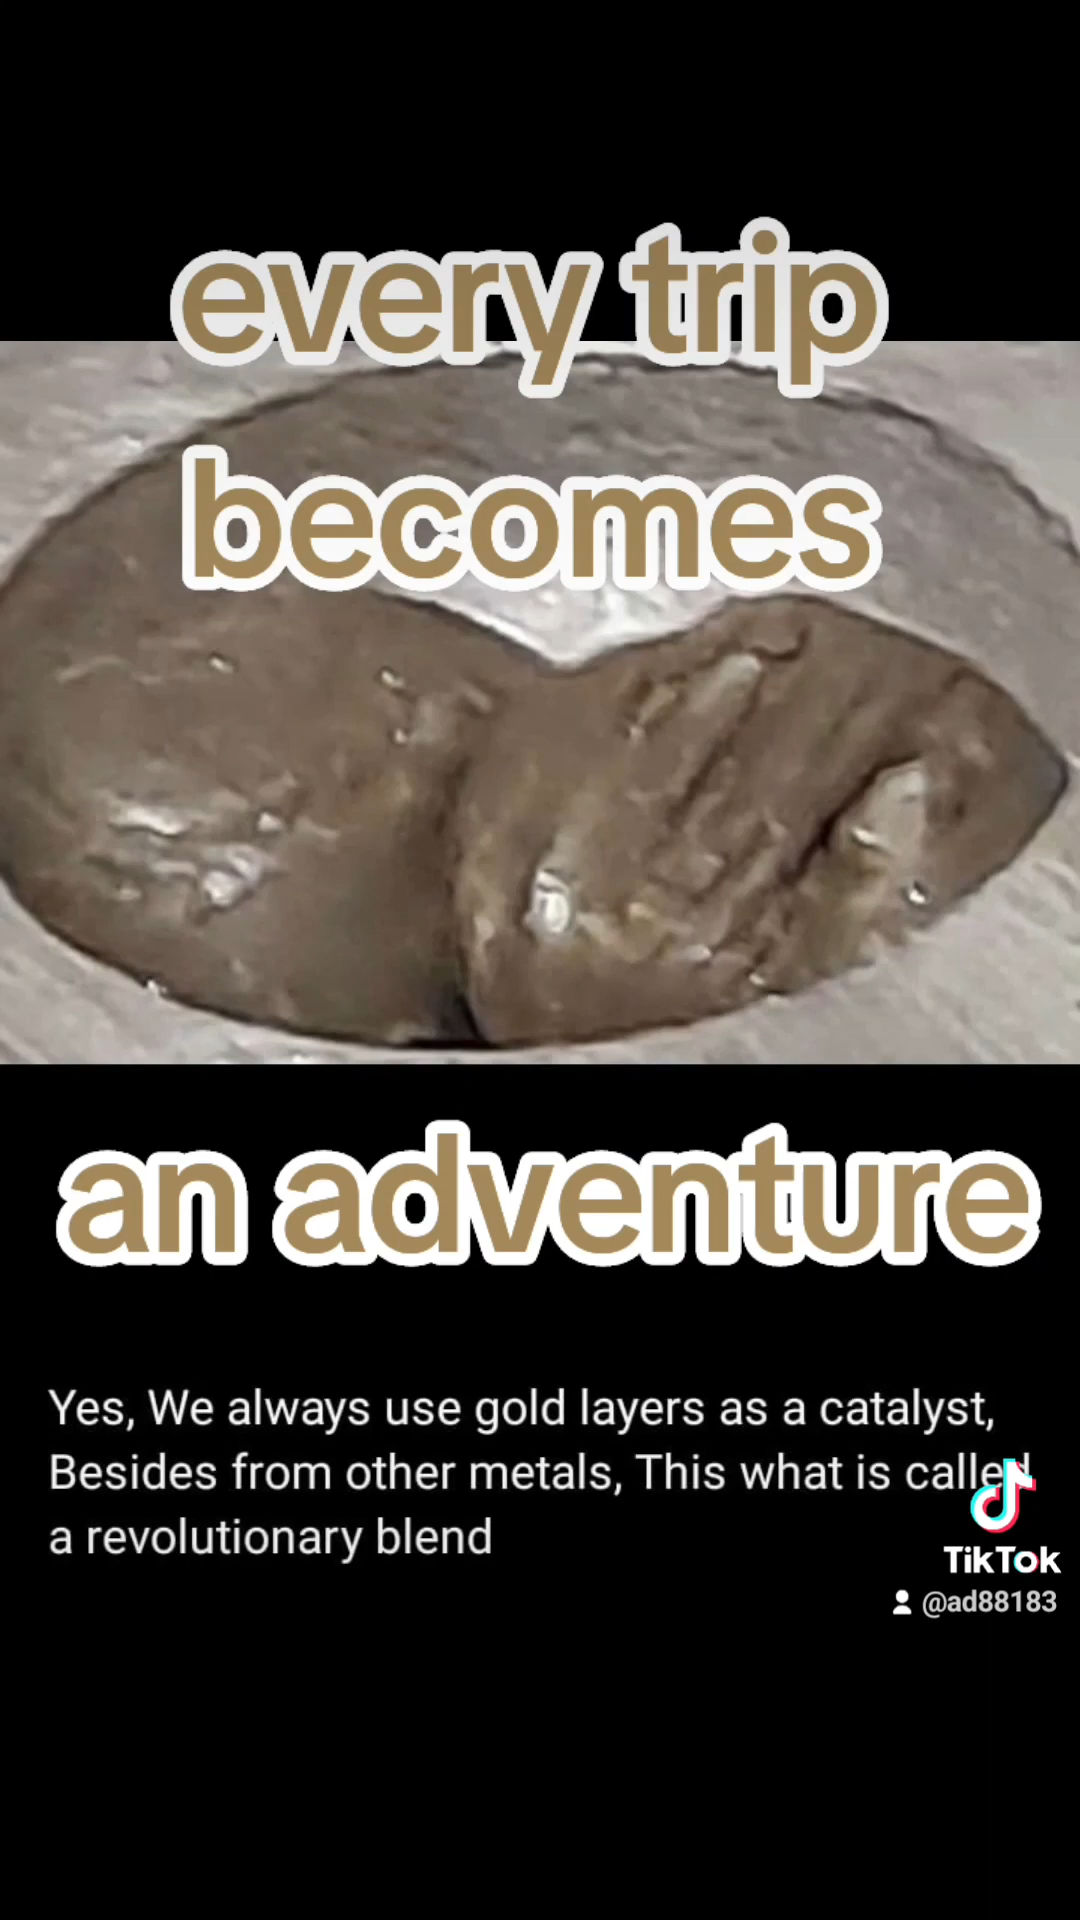 every trip
becomes
an adventure
Yes, We always use gold layers as a catalyst,
Besides from other metals, This what is called
a revolutionary blend
TikTok
@ad88183